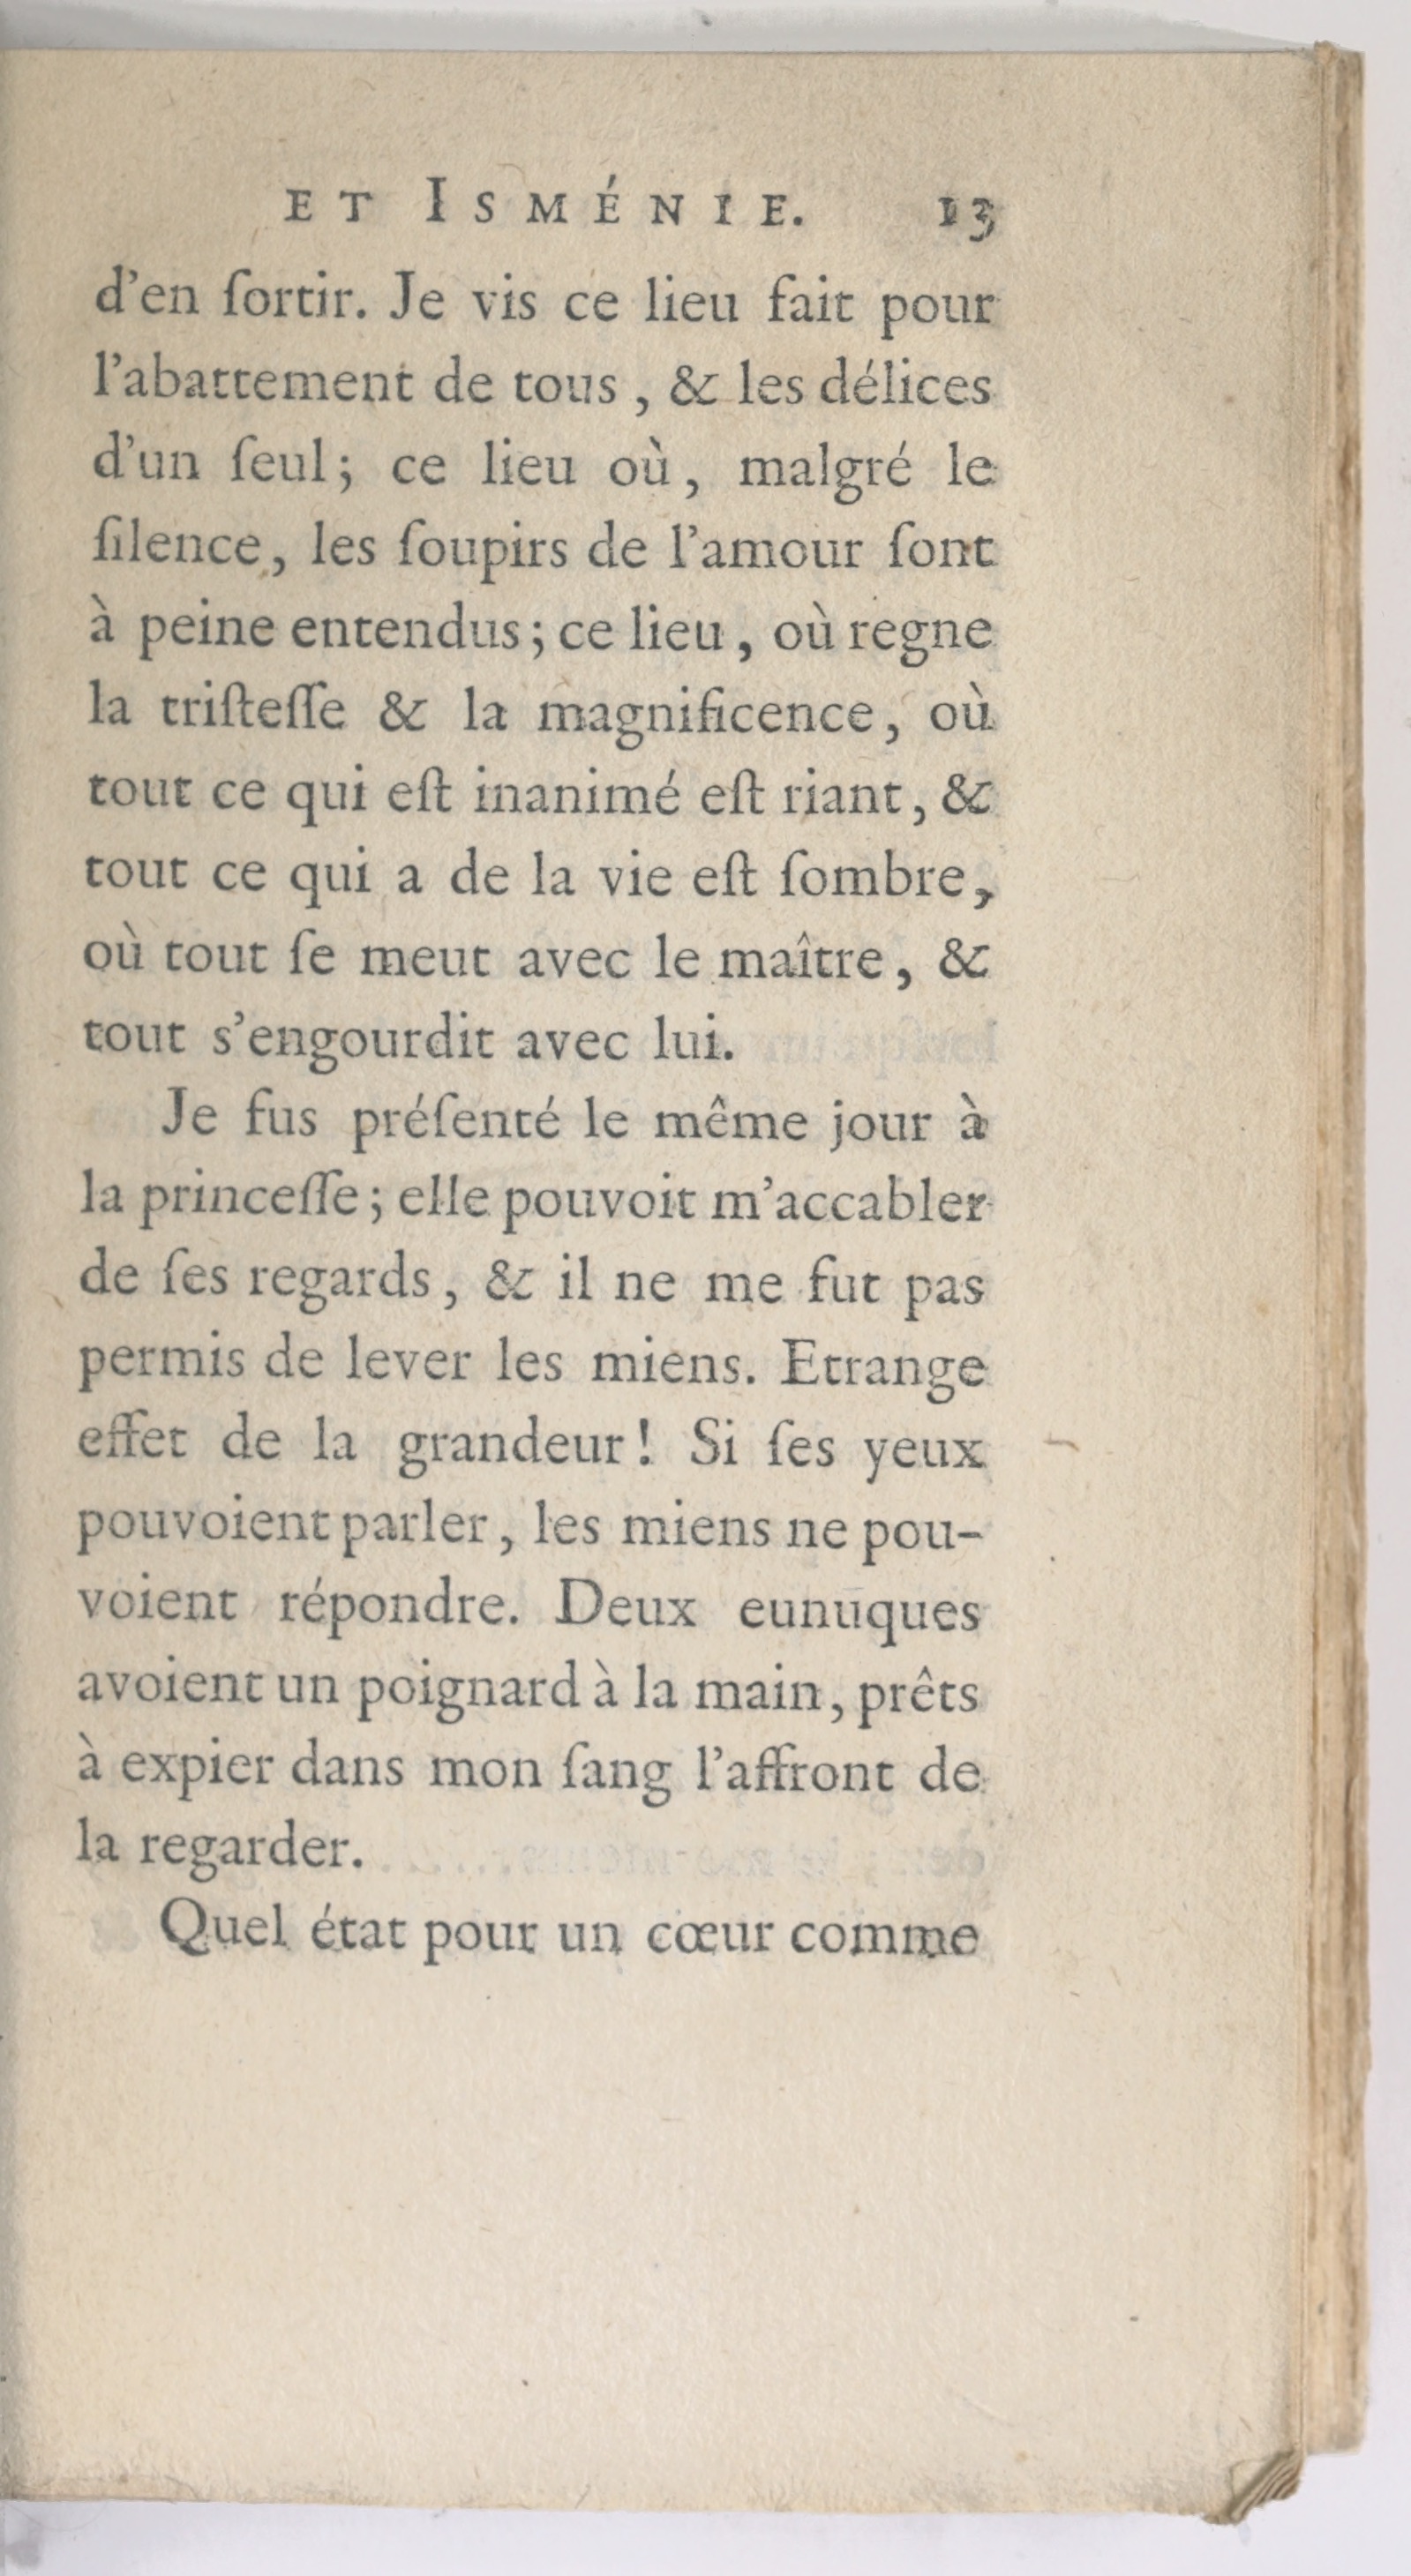 ET ISMÉNIE. 13
d'en ſortir. Je vis ce lieu fait pour
l'abattement de tous, & les délices
d'un ſeul; ce lieu où, malgré le
ſilence, les ſoupirs de l'amour ſont
à peine entendus; ce lieu, où regne
la triſteſſe & la magnificence, où
tout ce qui eſt inanimé eſt riant, &
tout ce qui a de la vie eſt ſombre,
où tout ſe meut avec le maître, &
tout s'engourdit avec lui.
Je fus préſenté le même jour à
la princeſſe; elle pouvoit m'accabler
de ſes regards, & il ne me fut pas
permis de lever les miens. Etrange
effet de la grandeur! Si ſes yeux
pouvoient parler, les miens ne pou-
voient répondre. Deux eunuques
avoient un poignard à la main, prêts
à expier dans mon ſang l'affront de
la regarder.
Quel état pour un cœur comme